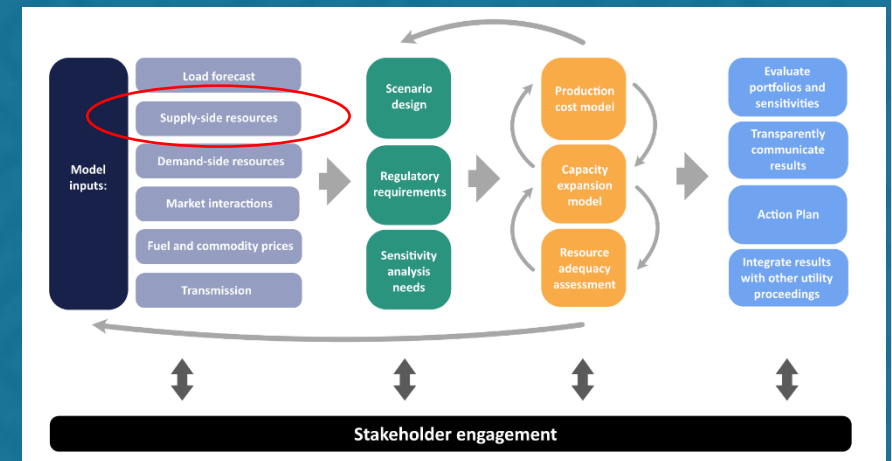 Model
inputs:
Load forecast
Supply-side resources
Demand-side resources
Market interactions
Fuel and commodity prices
Transmission
Scenario
design
Regulatory
requirements
Sensitivity
analysis
needs
Production
cost model
Capacity
expansion
model
Resource
adequacy
assessment
Evaluate
portfolios and
sensitivities
Transparently
communicate
results
Action Plan
Integrate results
with other utility
proceedings
Stakeholder engagement